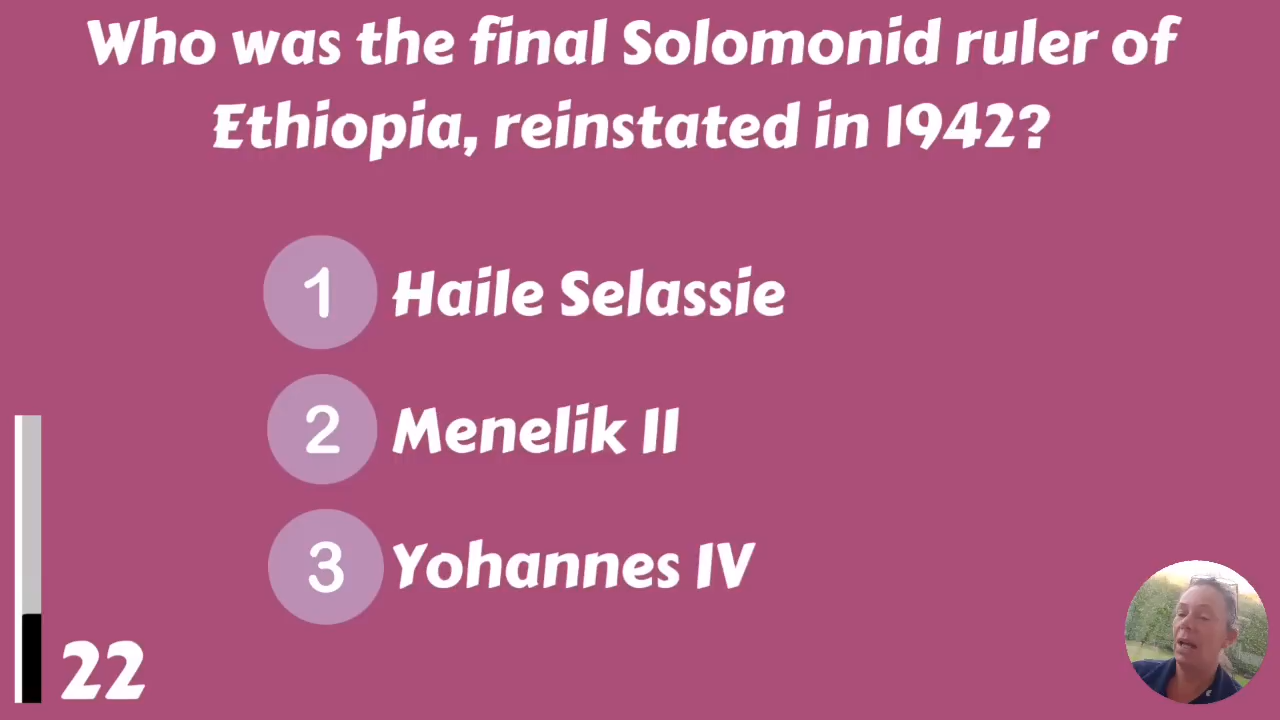 Who was the final Solomonid ruler of
Ethiopia, reinstated in 1942?
1 Haile Selassie
2 Menelik II
3 Yohannes IV
22